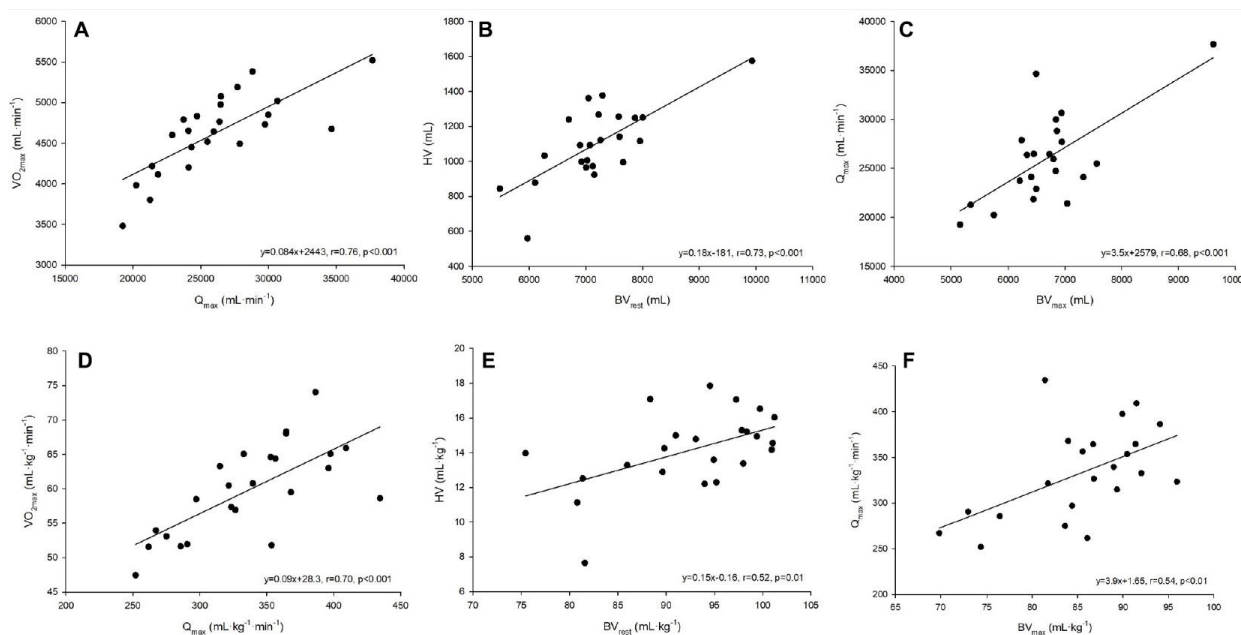 A
6000
5500
5000
4500
4000
3500
3000
VO2max (mL·min-1)
15000 20000 25000 30000 35000 40000
Qmax (mL·min-1)
y=0.084x+2443, r=0.76, p<0.001
B
1800
1600
1400
1200
1000
800
600
400
HV (mL)
5000 6000 7000 8000 9000 10000 11000
BVrest (mL)
y=0.18x-181, r=0.73, p<0.001
C
40000
35000
30000
25000
20000
15000
Qmax (mL·min-1)
4000 5000 6000 7000 8000 9000 1000
BVmax (mL)
y=3.5x+2579, r=0.68, p<0.001
D
80
75
70
65
60
55
50
45
VO2max (mL·kg-1·min-1)
200 250 300 350 400 450
Qmax (mL·kg-1·min-1)
y=0.09x+28.3, r=0.70, p<0.001
E
20
18
16
14
12
10
8
6
HV (mL·kg-1)
70 75 80 85 90 95 100 105
BVrest (mL·kg-1)
y=0.15x-0.16, r=0.52, p=0.01
F
450
400
350
300
250
200
Qmax (mL·kg-1·min-1)
65 70 75 80 85 90 95 100
BVmax (mL·kg-1)
y=3.9x+1.65, r=0.54, p<0.01